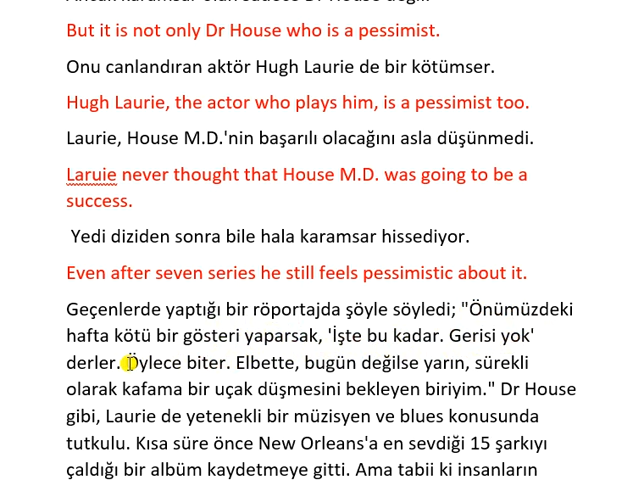 But it is not only Dr House who is a pessimist.
Onu canlandıran aktör Hugh Laurie de bir kötümser.
Hugh Laurie, the actor who plays him, is a pessimist too.
Laurie, House M.D.'nin başarılı olacağını asla düşünmedi.
Laruie never thought that House M.D. was going to be a
success.
Yedi diziden sonra bile hala karamsar hissediyor.
Even after seven series he still feels pessimistic about it.
Geçenlerde yaptığı bir röportajda şöyle söyledi; "Önümüzdeki
hafta kötü bir gösteri yaparsak, 'İşte bu kadar. Gerisi yok'
derler. Öylece biter. Elbette, bugün değilse yarın, sürekli
olarak kafama bir uçak düşmesini bekleyen biriyim." Dr House
gibi, Laurie de yetenekli bir müzisyen ve blues konusunda
tutkulu. Kısa süre önce New Orleans'a en sevdiği 15 şarkıyı
çaldığı bir albüm kaydetmeye gitti. Ama tabii ki insanların